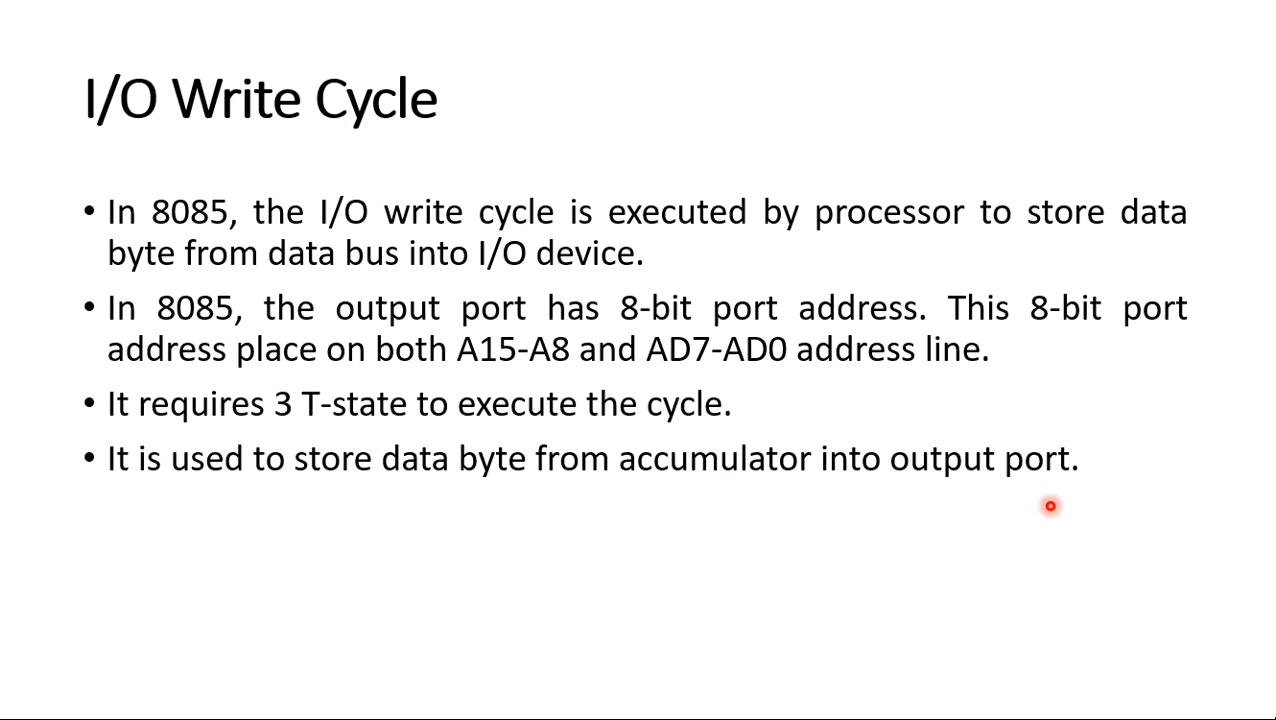 I/O Write Cycle
• In 8085, the I/O write cycle is executed by processor to store data
byte from data bus into I/O device.
• In 8085, the output port has 8-bit port address. This 8-bit port
address place on both A15-A8 and AD7-AD0 address line.
• It requires 3 T-state to execute the cycle.
• It is used to store data byte from accumulator into output port.